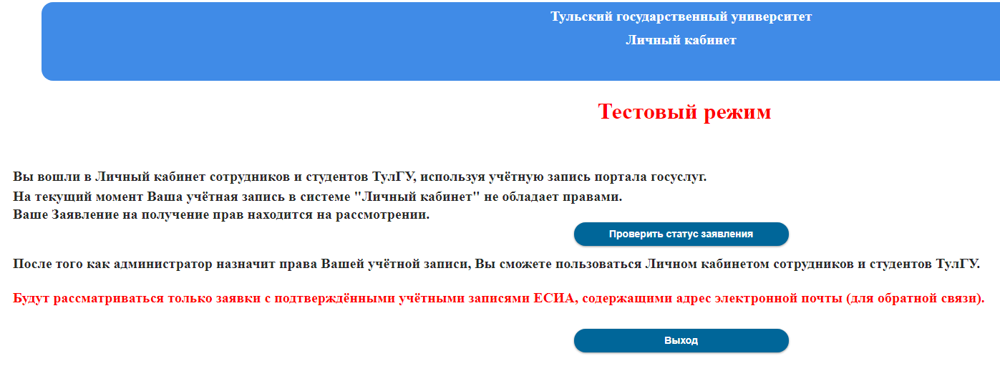 Тульский государственный университет
Личный кабинет
Тестовый режим
Вы вошли в Личный кабинет сотрудников и студентов ТулГУ, используя учётную запись портала госуслуг.
На текущий момент Ваша учётная запись в системе "Личный кабинет" не обладает правами.
Ваше Заявление на получение прав находится на рассмотрении.
Проверить статус заявления
После того как администратор назначит права Вашей учётной записи, Вы сможете пользоваться Личном кабинетом сотрудников и студентов ТулГУ.
Будут рассматриваться только заявки с подтверждёнными учётными записями ЕСИА, содержащими адрес электронной почты (для обратной связи).
Выход